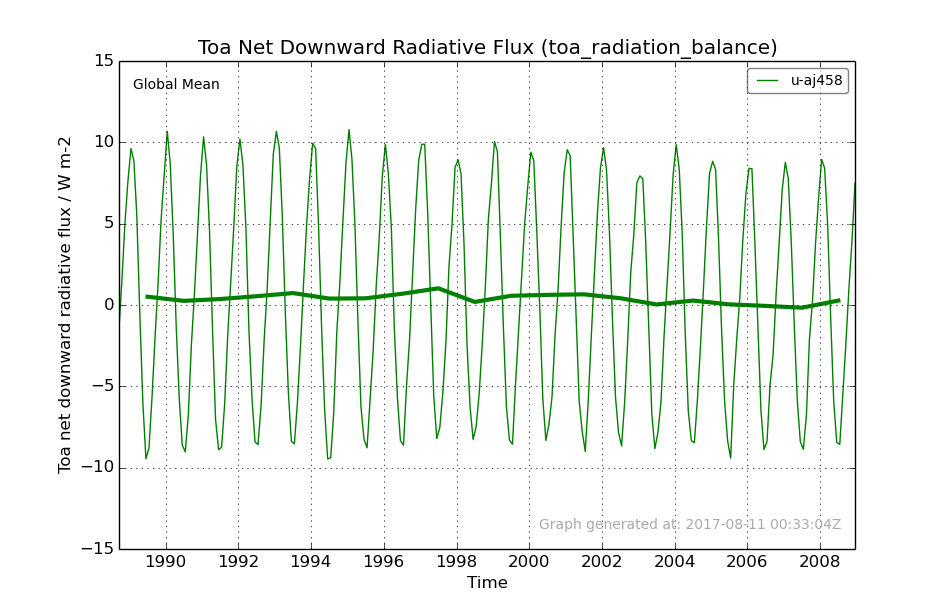 Toa Net Downward Radiative Flux (toa_radiation_balance)
Global Mean
u-aj458
Toa net downward radiative flux / W m-2
15
10
5
0
−5
−10
−15
Graph generated at: 2017-08-11 00:33:04Z
1990 1992 1994 1996 1998 2000 2002 2004 2006 2008
Time